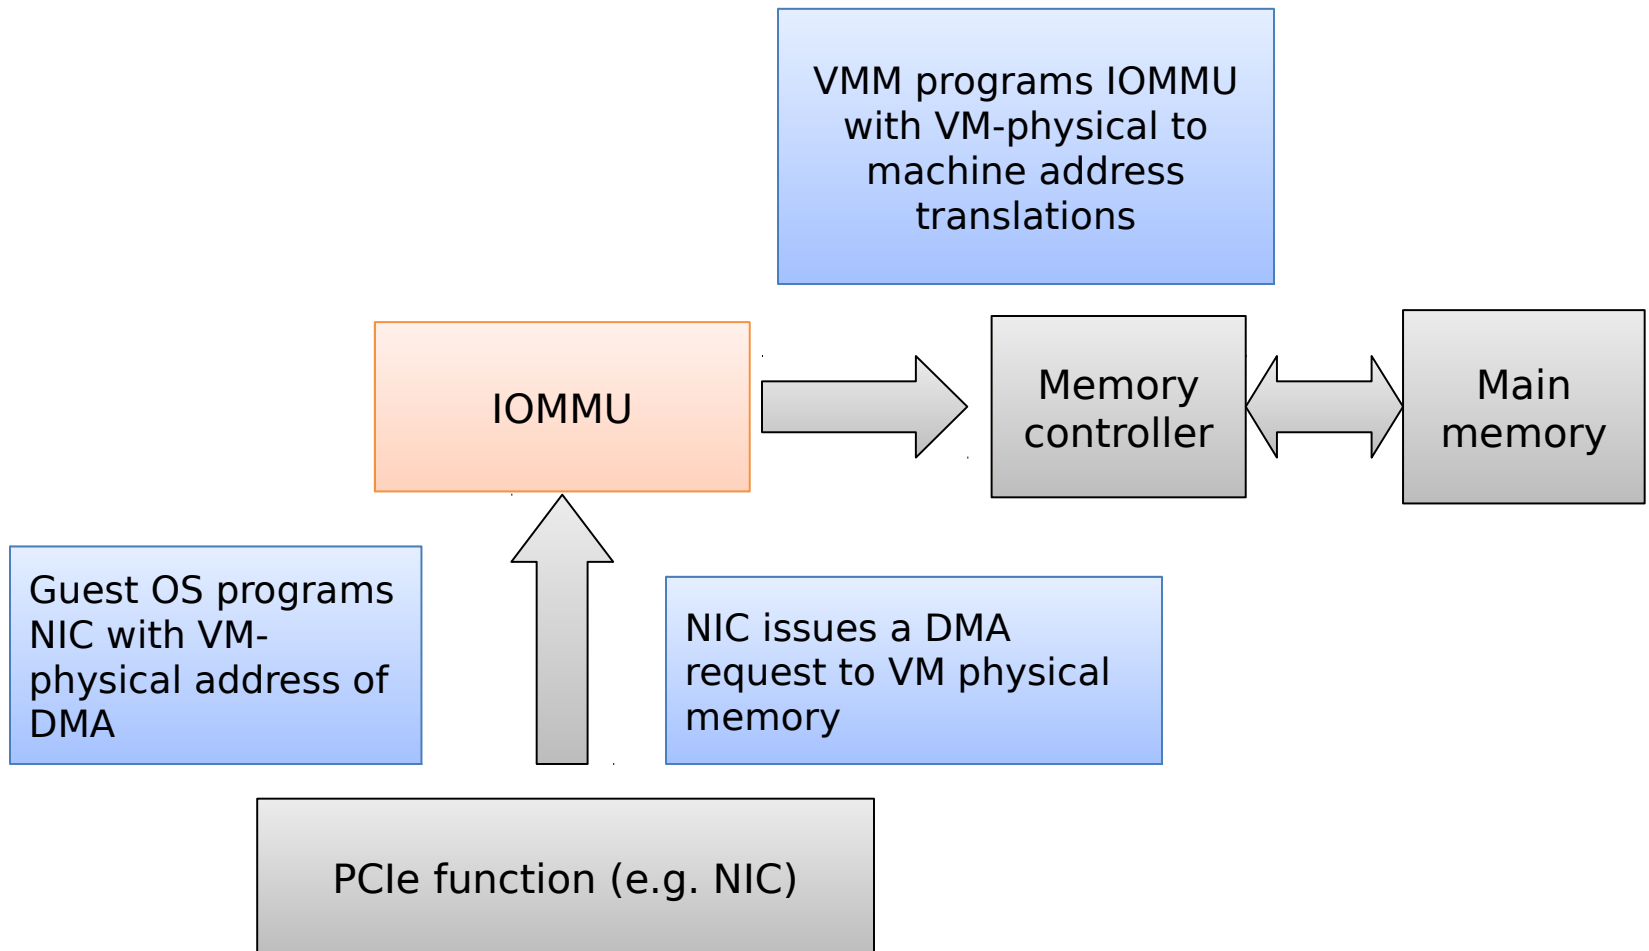 VMM programs IOMMU
with VM-physical to
machine address
translations
IOMMU
Memory
controller
Main
memory
Guest OS programs
NIC with VM-
physical address of
DMA
NIC issues a DMA
request to VM physical
memory
PCIe function (e.g. NIC)